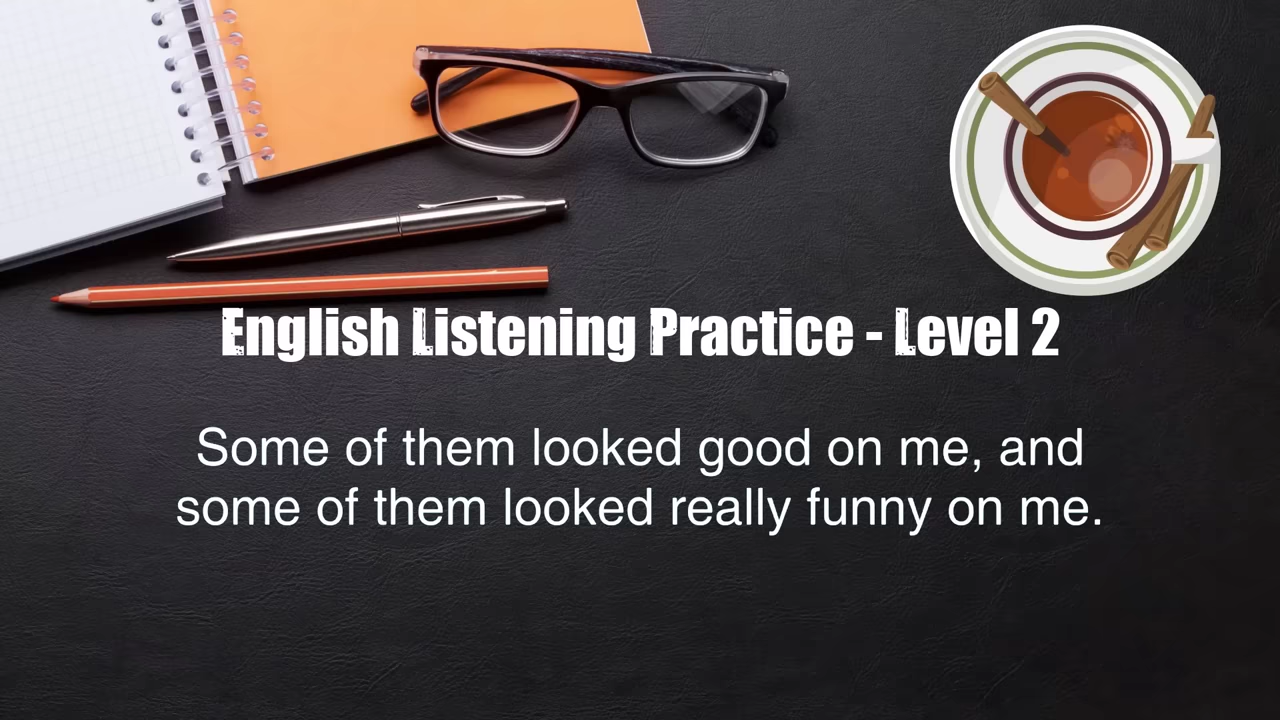 English Listening Practice - Level 2
Some of them looked good on me, and
some of them looked really funny on me.